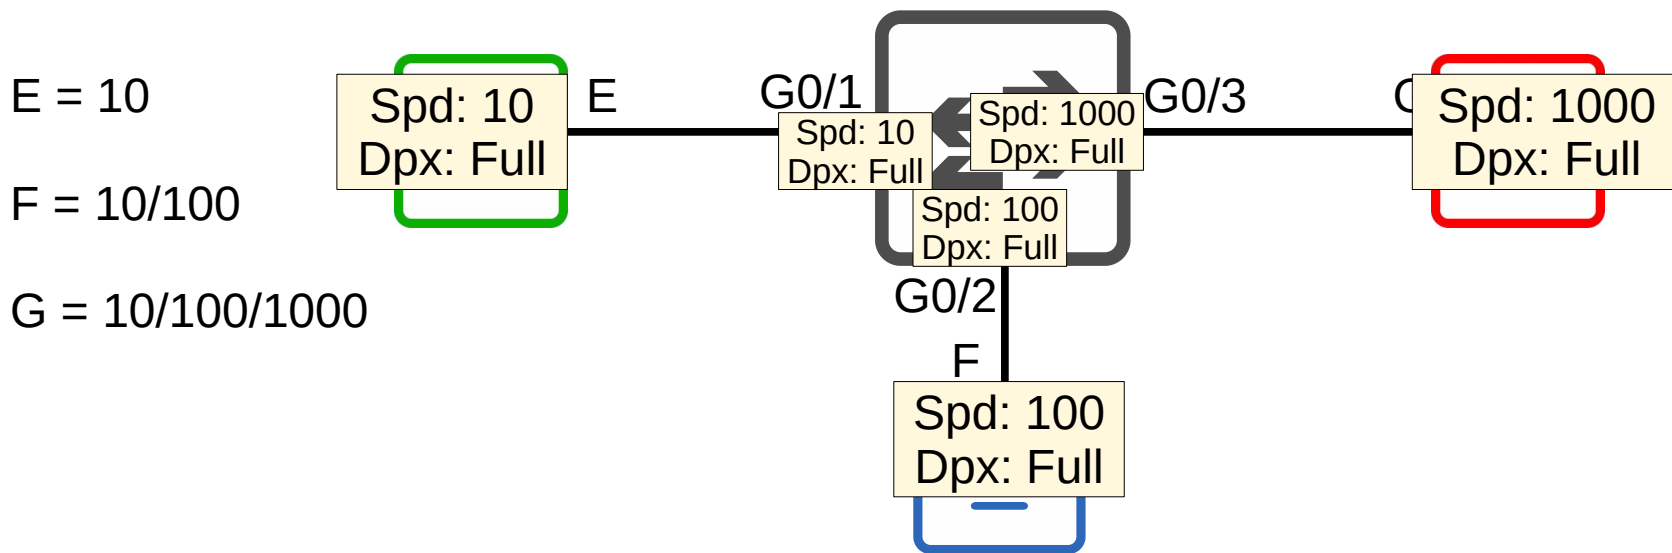 E = 10
F = 10/100
G = 10/100/1000
Spd: 10
Dpx: Full
E
G0/1
Spd: 10
Dpx: Full
Spd: 1000
Dpx: Full
G0/3
Spd: 1000
Dpx: Full
Spd: 100
Dpx: Full
G0/2
F
Spd: 100
Dpx: Full